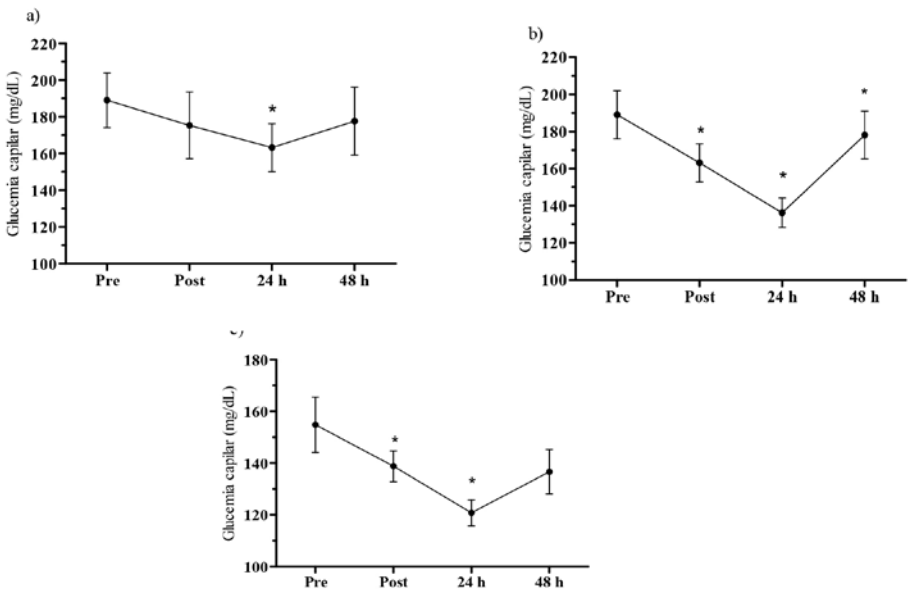 a)
Glucemia capilar (mg/dL)
220
200
180
160
140
120
100
*
Pre Post 24 h 48 h
b)
Glucemia capilar (mg/dL)
220
200
180
160
140
120
100
*
*
*
Pre Post 24 h 48 h
c)
Glucemia capilar (mg/dL)
180
160
140
120
100
*
*
Pre Post 24 h 48 h